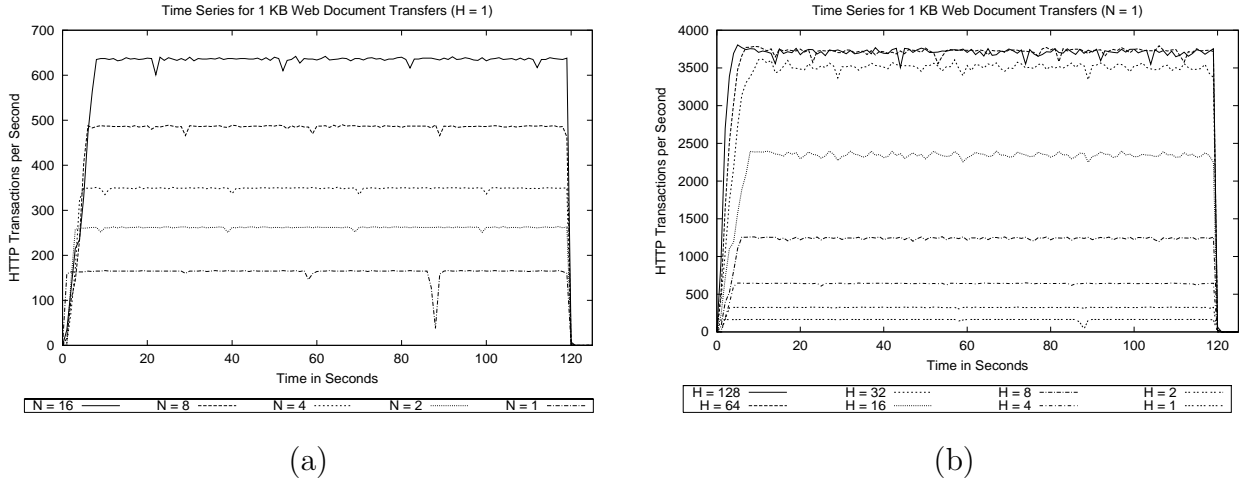 Time Series for 1 KB Web Document Transfers (H = 1)
700
600
500
400
300
200
100
0
HTTP Transactions per Second
0 20 40 60 80 100 120
Time in Seconds
N = 16 N = 8 N = 4 N = 2 N = 1
(a)
Time Series for 1 KB Web Document Transfers (N = 1)
4000
3500
3000
2500
2000
1500
1000
500
0
HTTP Transactions per Second
0 20 40 60 80 100 120
Time in Seconds
H = 128 H = 32 H = 8 H = 2
H = 64 H = 16 H = 4 H = 1
(b)